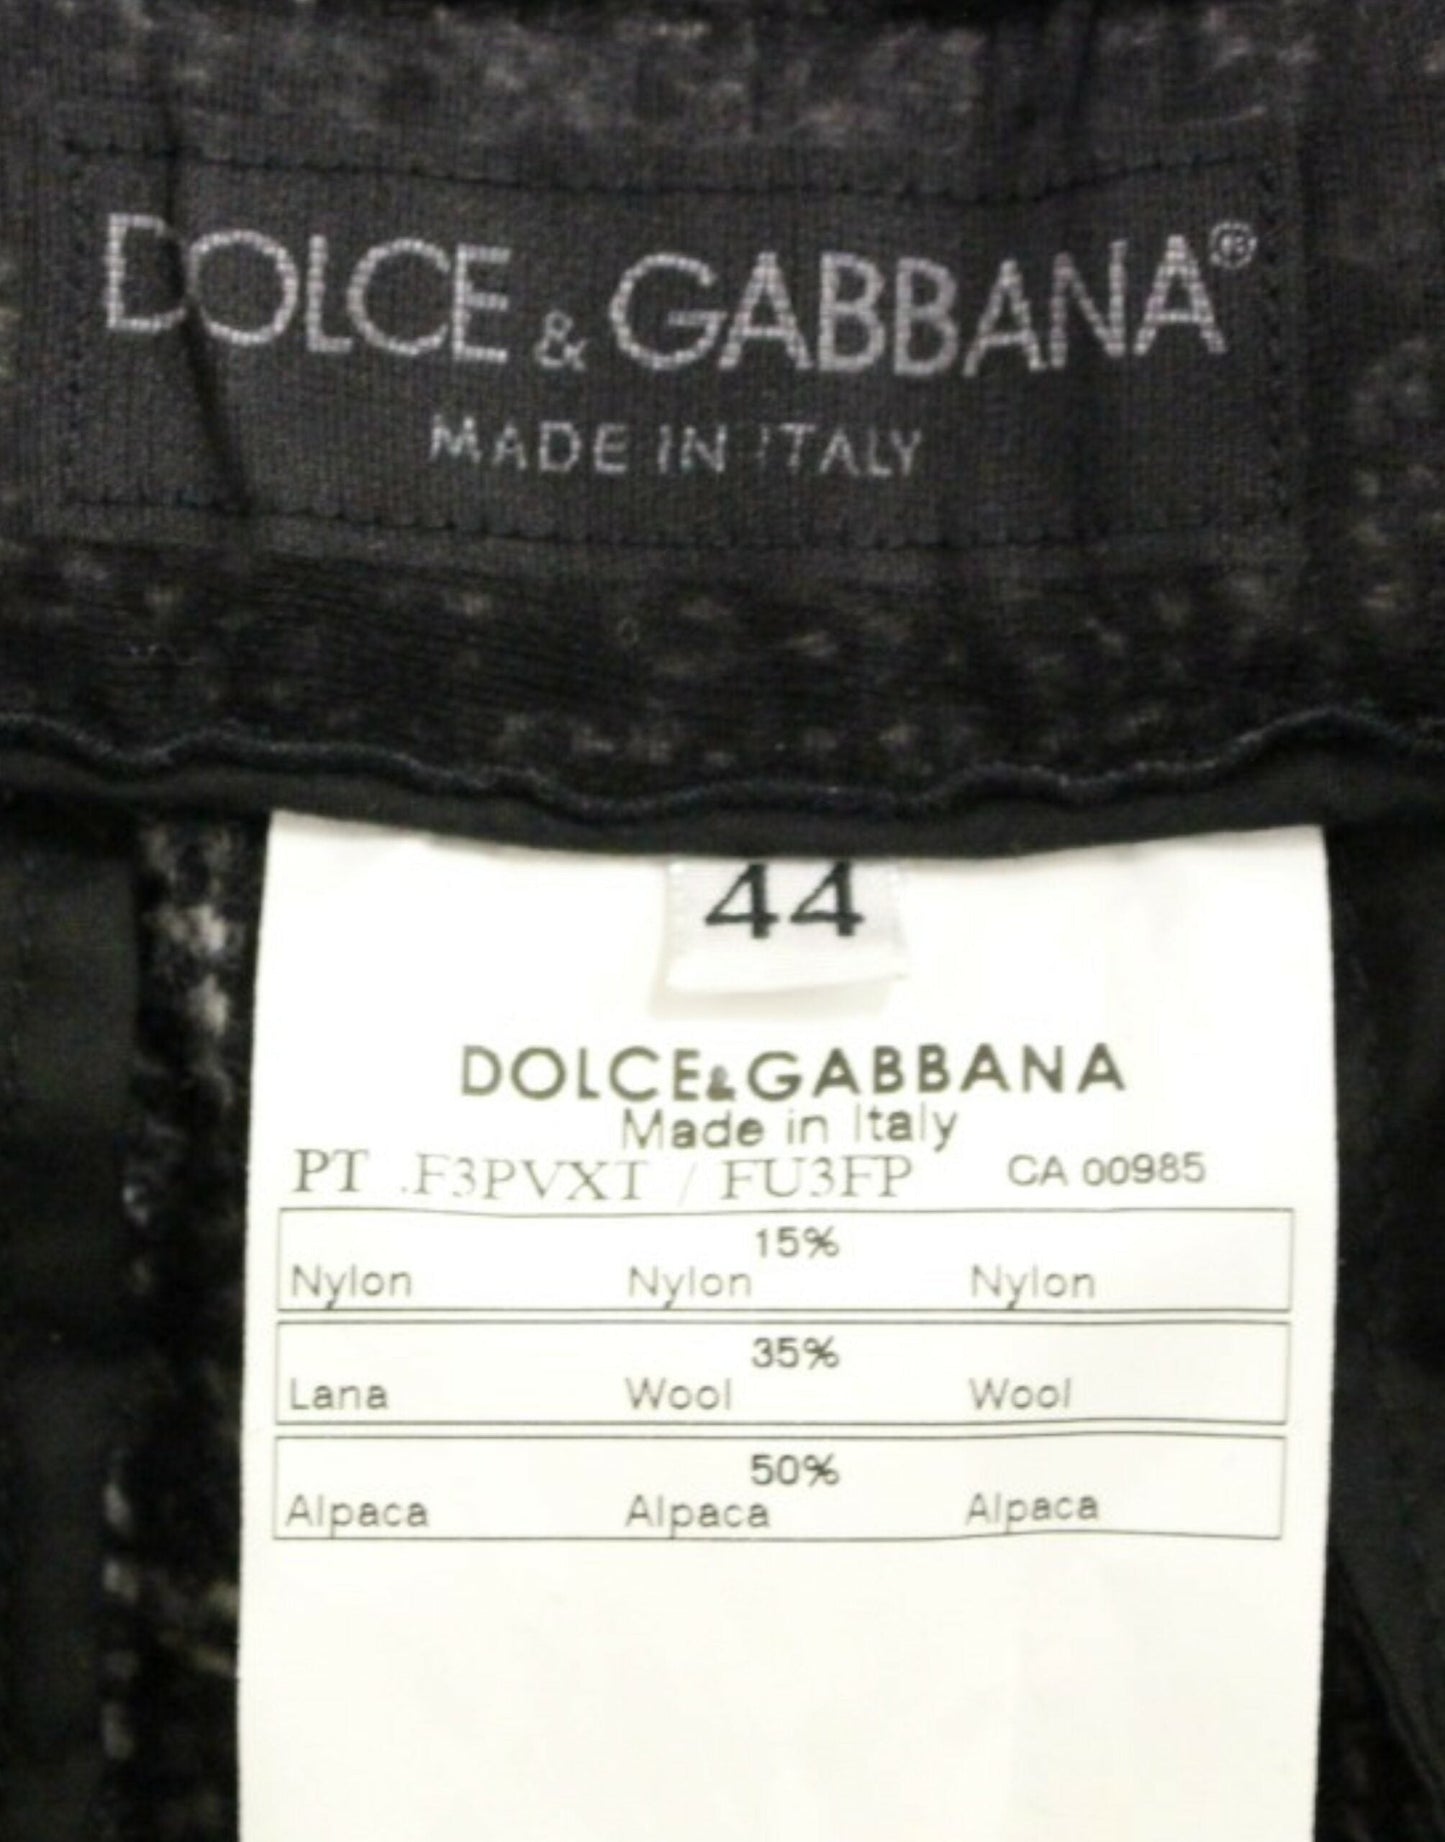 DOLCE & GABBANA®
MADE IN ITALY
44
DOLCE&GABBANA
Made in Italy
PT .F3PVXT / FU3FP CA 00985
15%
Nylon Nylon Nylon
35%
Lana Wool Wool
50%
Alpaca Alpaca Alpaca